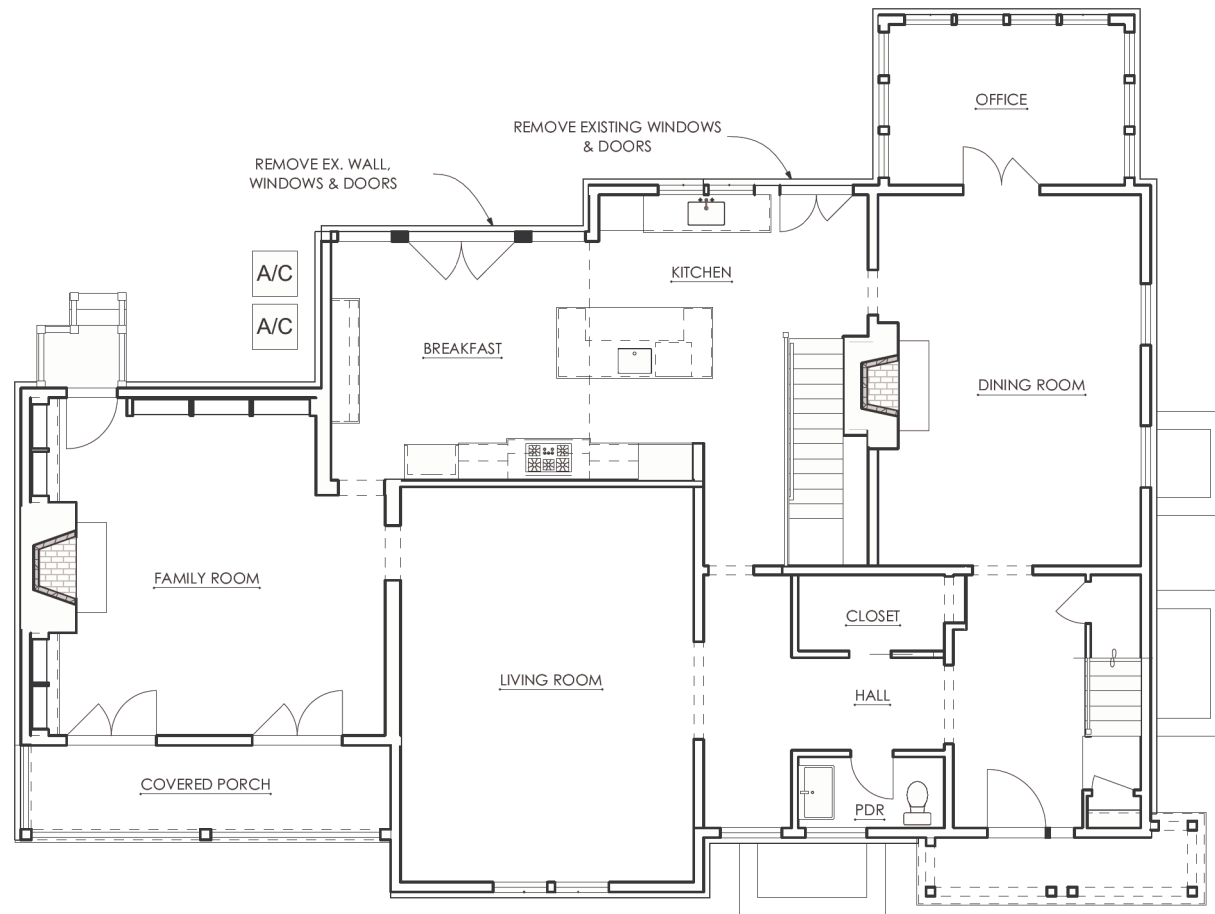 OFFICE
REMOVE EXISTING WINDOWS
& DOORS
REMOVE EX. WALL,
WINDOWS & DOORS
A/C
KITCHEN
A/C
BREAKFAST
DINING ROOM
FAMILY ROOM
CLOSET
LIVING ROOM
HALL
COVERED PORCH
PDR